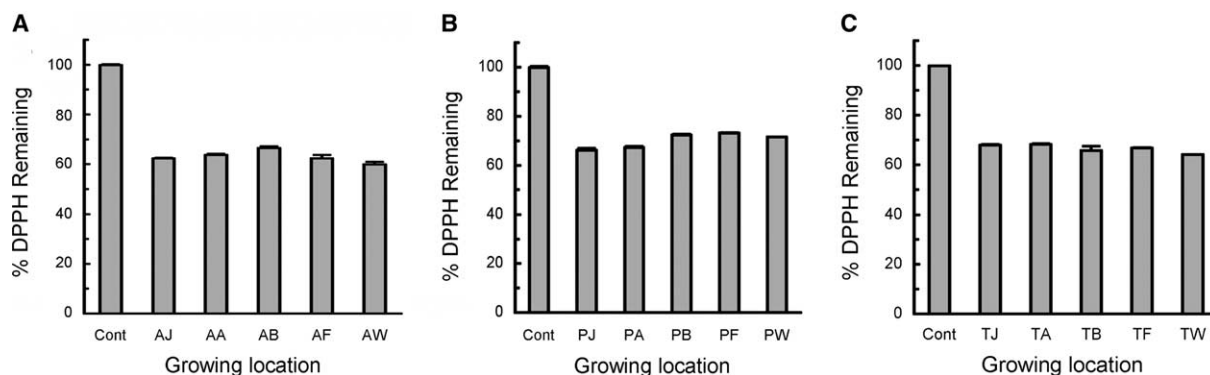 A
% DPPH Remaining
100
80
60
40
20
0
Cont AJ AA AB AF AW
Growing location
B
% DPPH Remaining
100
80
60
40
20
0
Cont PJ PA PB PF PW
Growing location
C
% DPPH Remaining
100
80
60
40
20
0
Cont TJ TA TB TF TW
Growing location